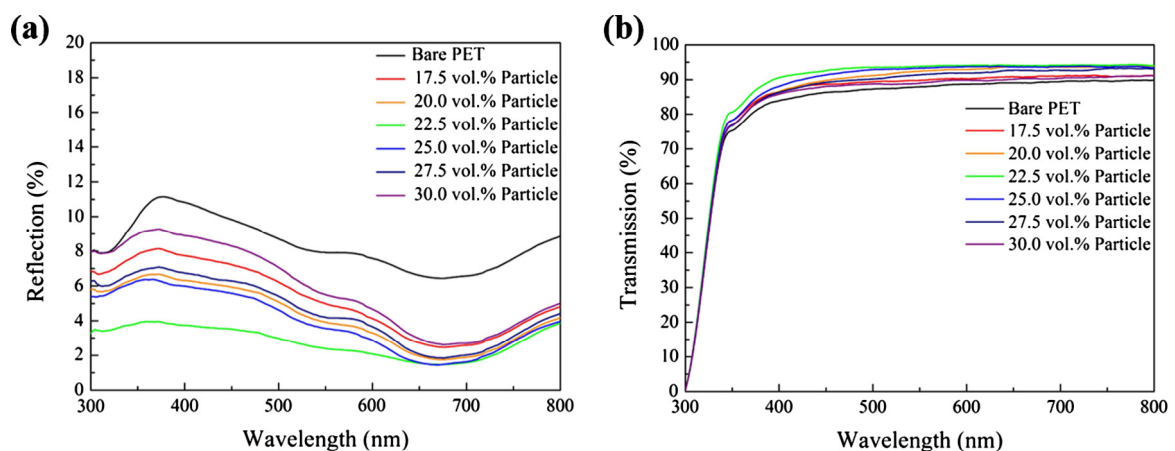 (a)
20
18
16
14
12
10
8
6
4
2
0
Reflection (%)
Bare PET
17.5 vol.% Particle
20.0 vol.% Particle
22.5 vol.% Particle
25.0 vol.% Particle
27.5 vol.% Particle
30.0 vol.% Particle
300 400 500 600 700 800
Wavelength (nm)
(b)
100
90
80
70
60
50
40
30
20
10
0
Transmission (%)
Bare PET
17.5 vol.% Particle
20.0 vol.% Particle
22.5 vol.% Particle
25.0 vol.% Particle
27.5 vol.% Particle
30.0 vol.% Particle
300 400 500 600 700 800
Wavelength (nm)